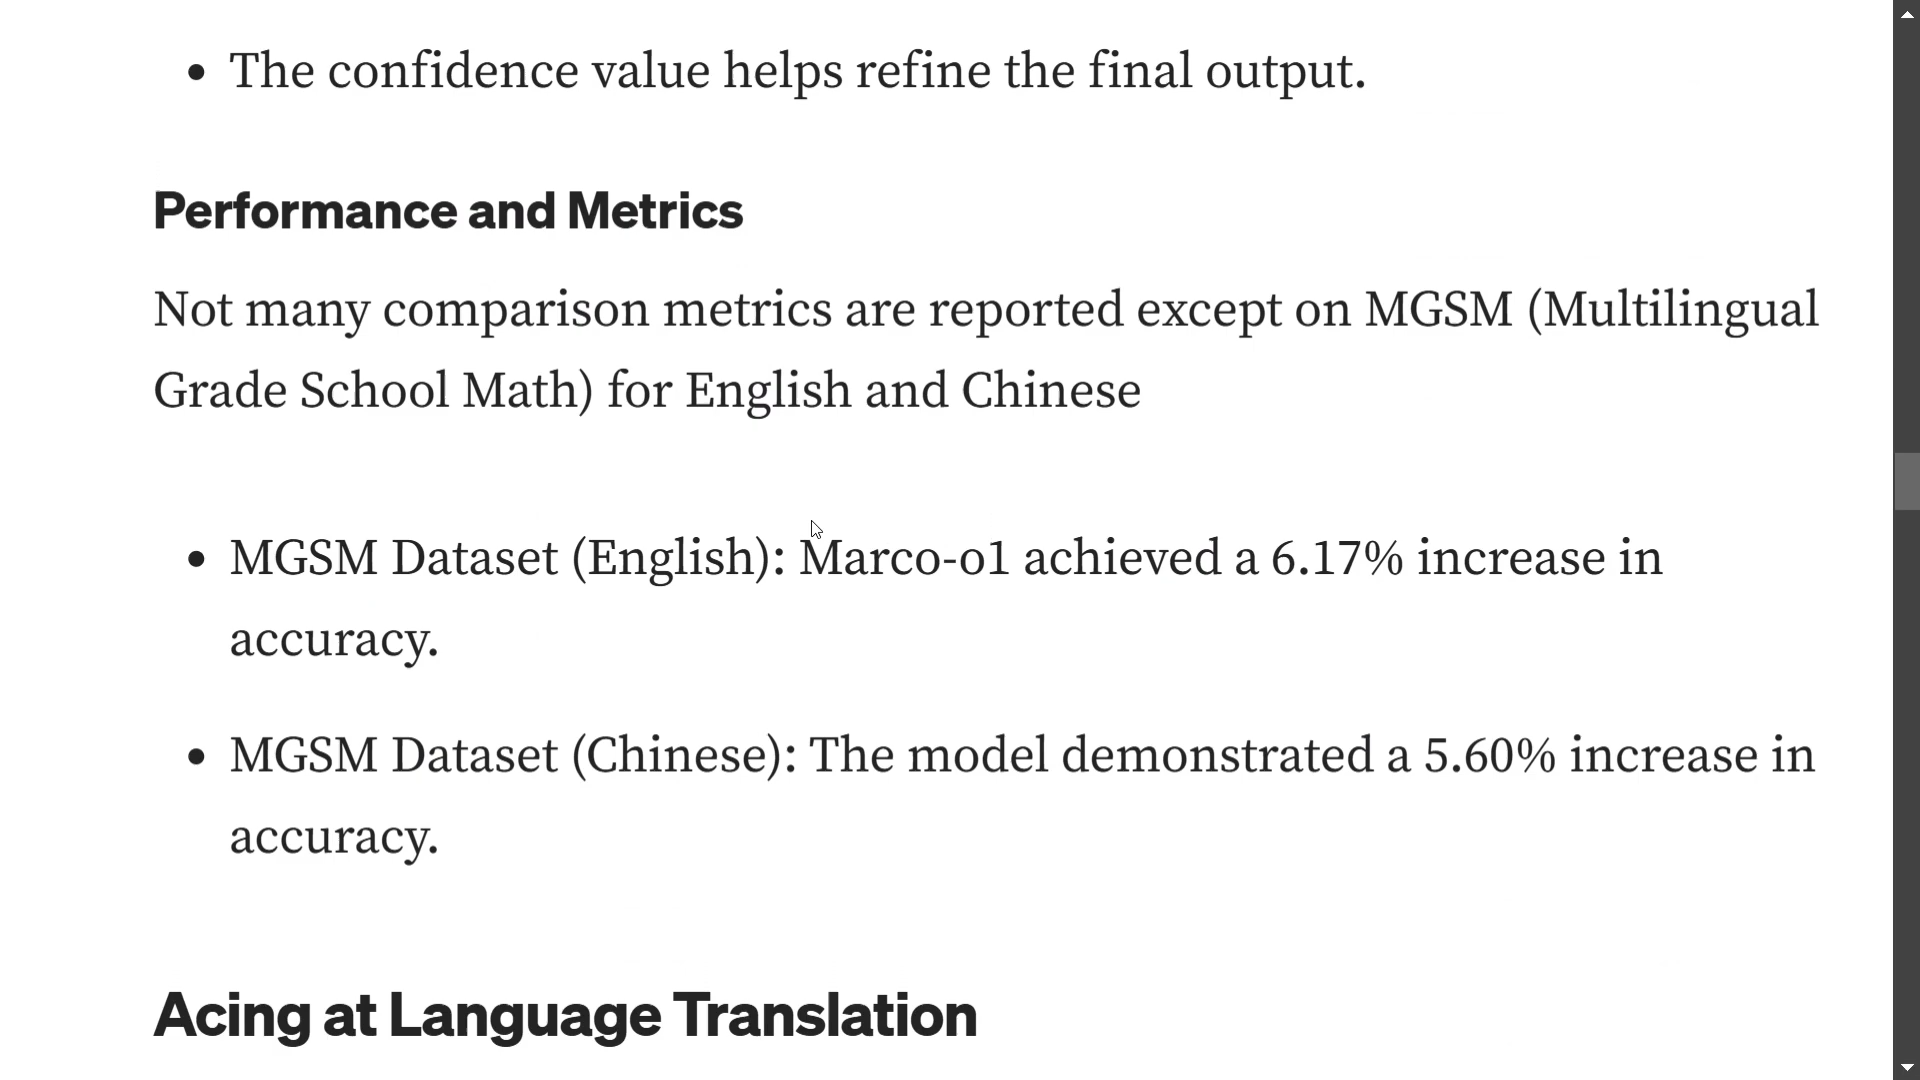 • The confidence value helps refine the final output.
Performance and Metrics
Not many comparison metrics are reported except on MGSM (Multilingual
Grade School Math) for English and Chinese
• MGSM Dataset (English): Marco-o1 achieved a 6.17% increase in
accuracy.
• MGSM Dataset (Chinese): The model demonstrated a 5.60% increase in
accuracy.
Acing at Language Translation